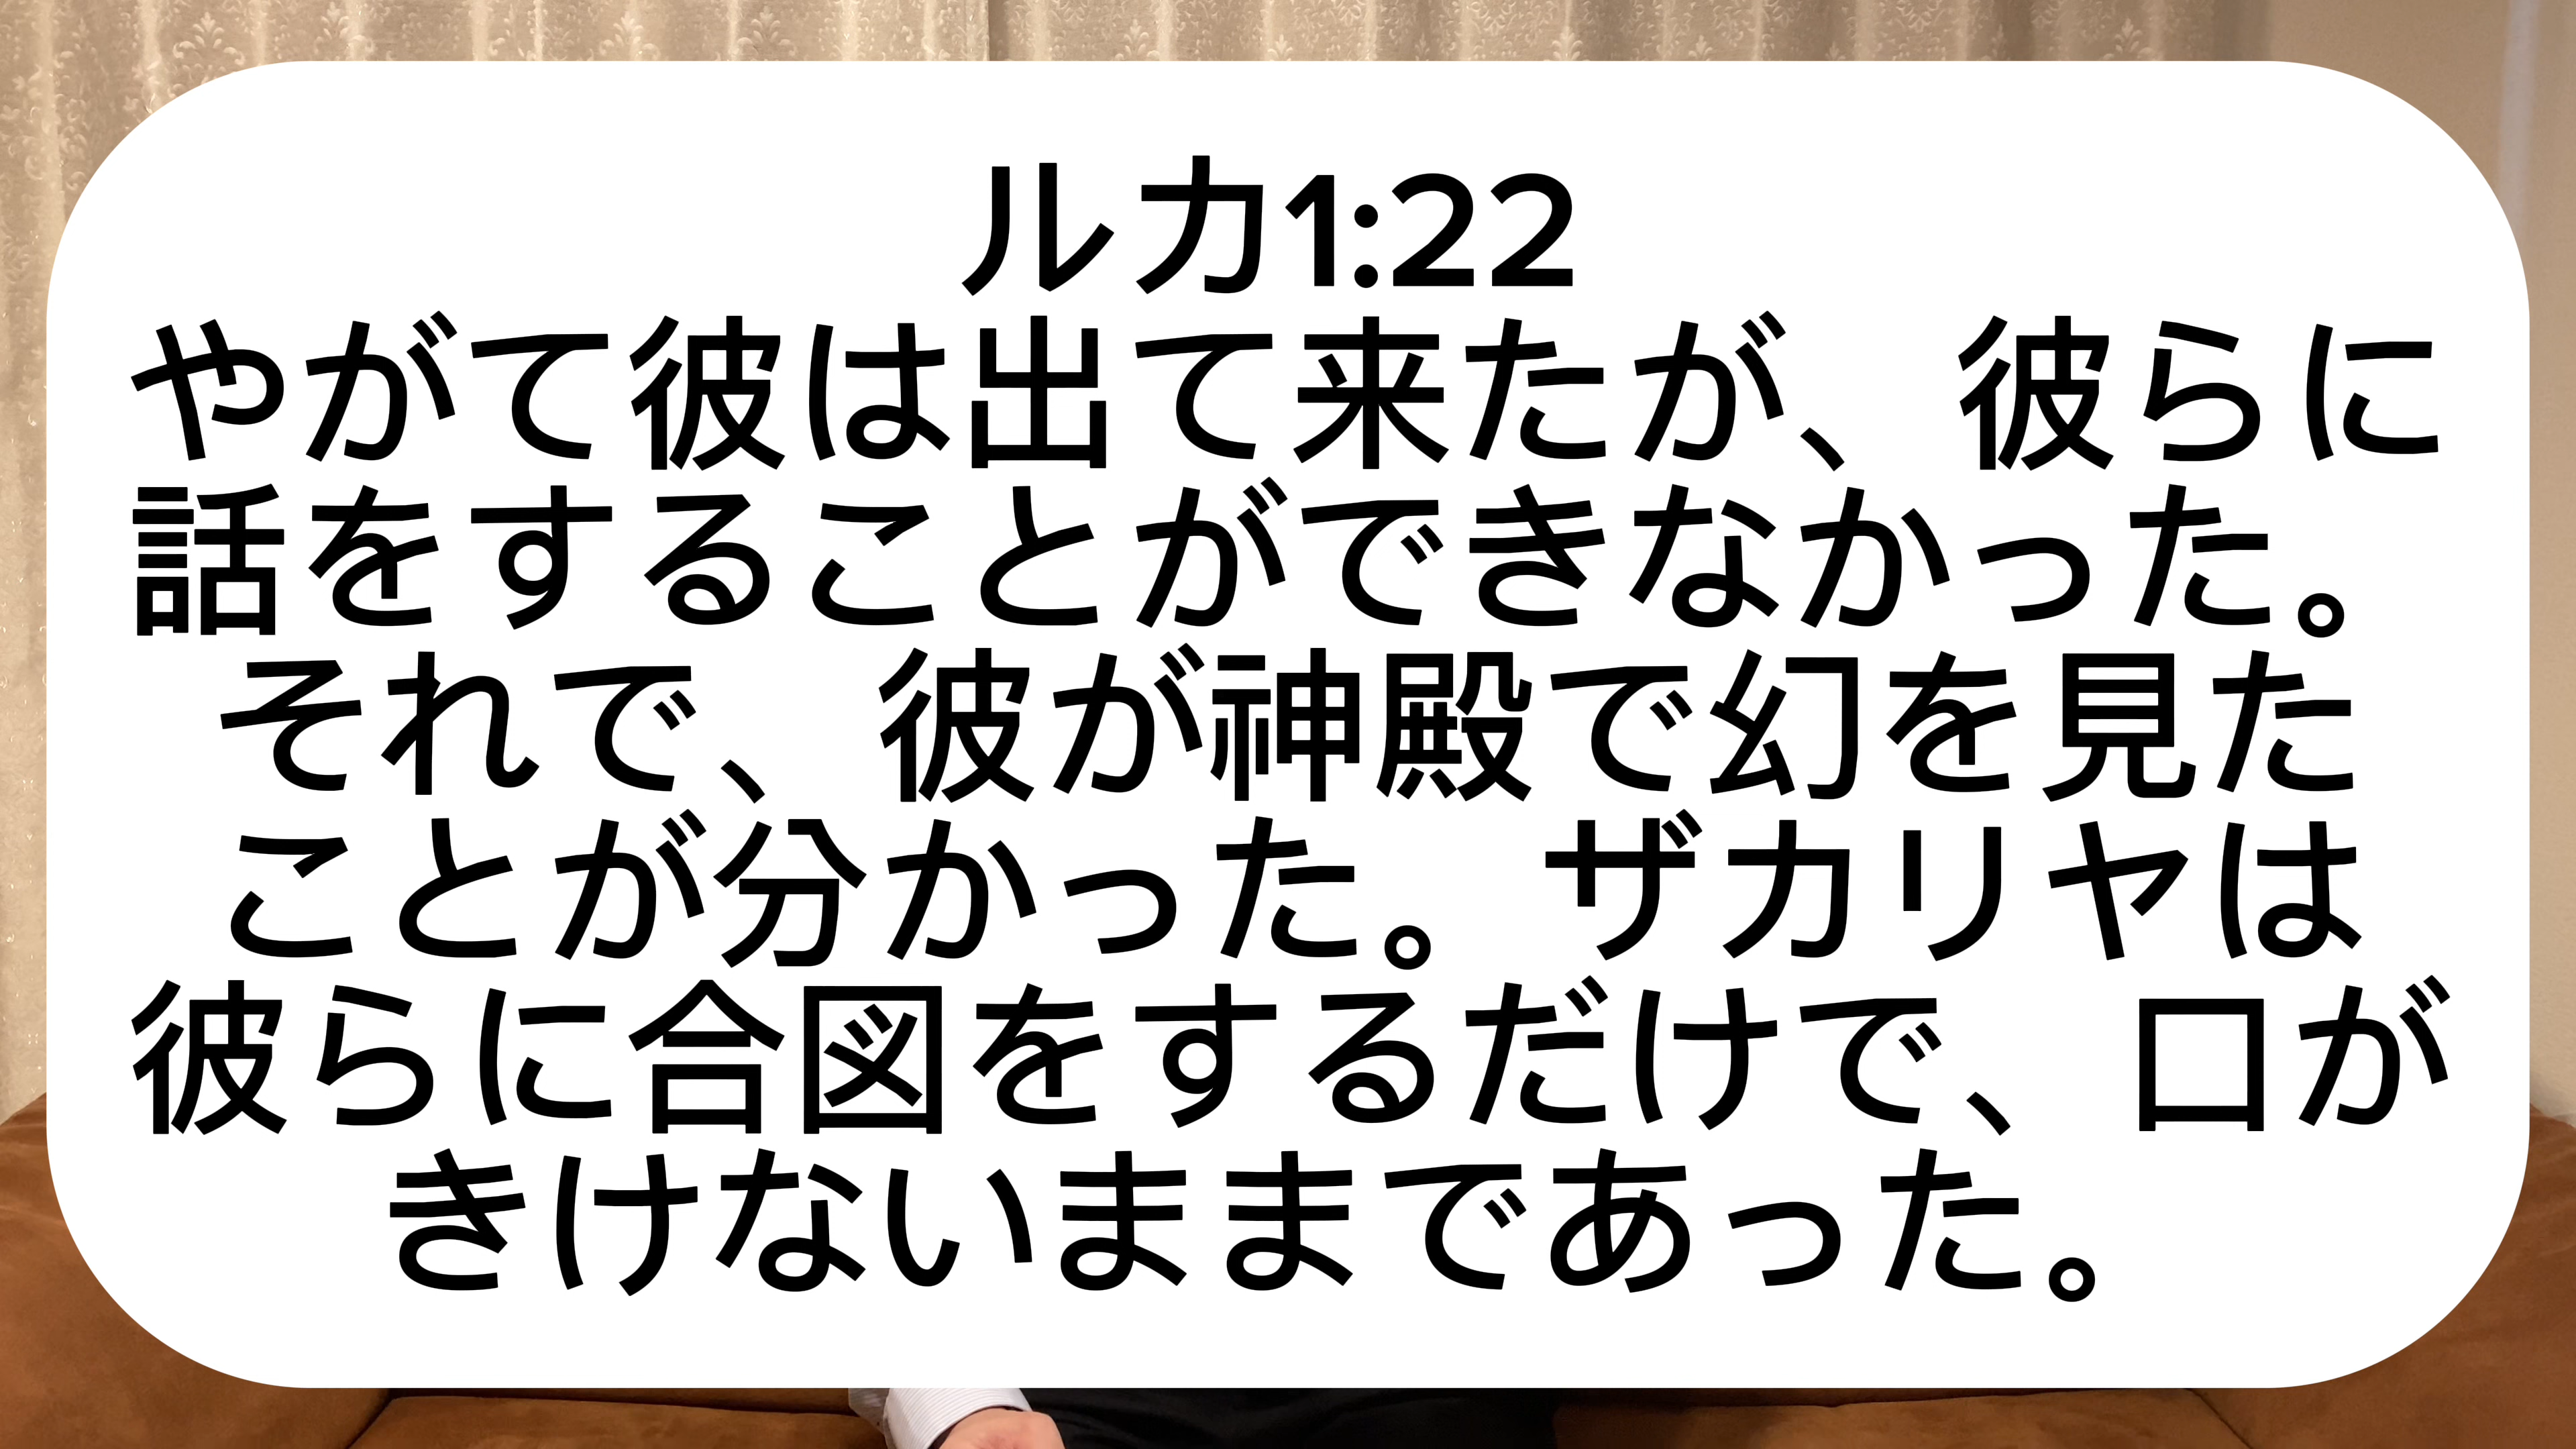 ルカ1:22
やがて彼は出て来たが、彼らに
話をすることができなかった。
それで、彼が神殿で幻を見た
ことが分かった。ザカリヤは
彼らに合図をするだけで、口が
きけないままであった。